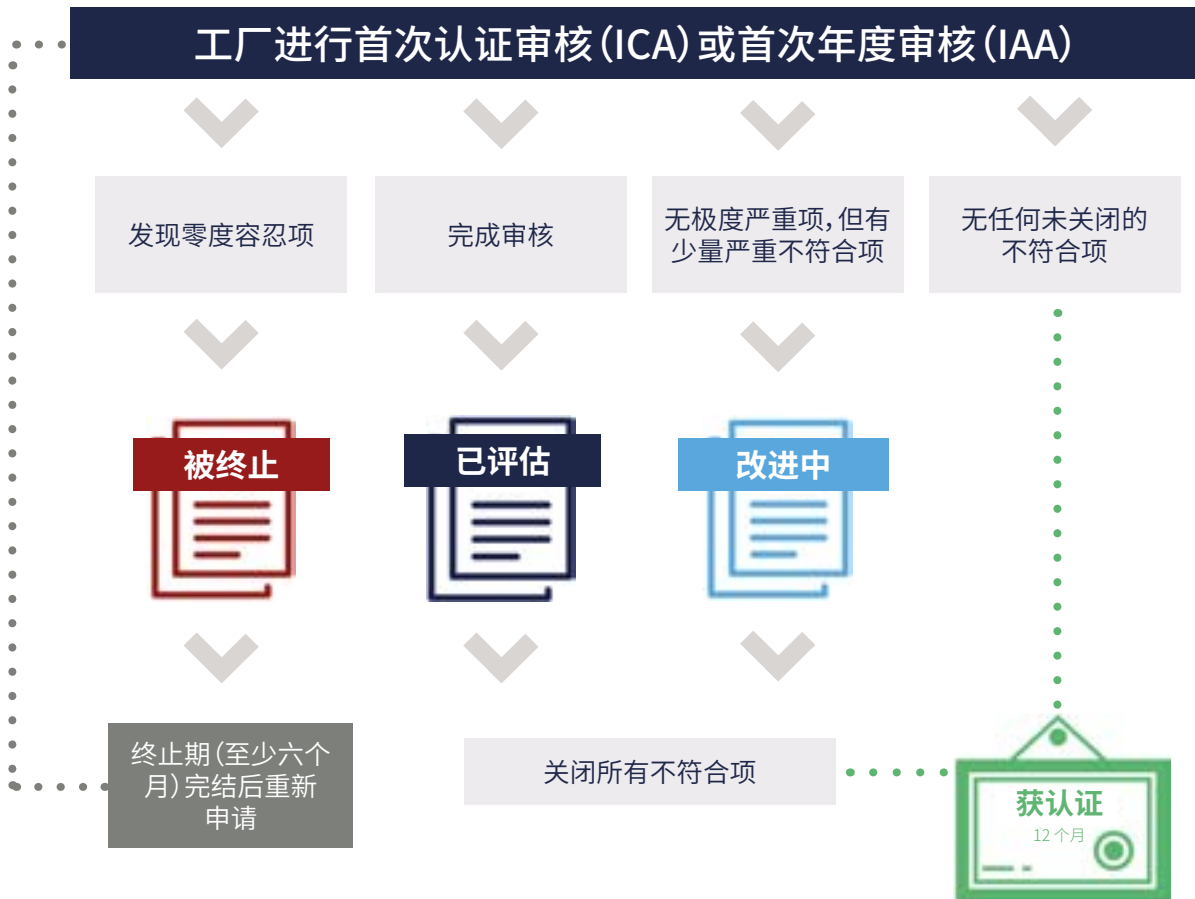 工厂进行首次认证审核(ICA)或首次年度审核(IAA)
发现零度容忍项
完成审核
无极度严重项,但有
少量严重不符合项
无任何未关闭的
不符合项
被终止
已评估
改进中
终止期(至少六个
月)完结后重新
申请
关闭所有不符合项
获认证
12 个月